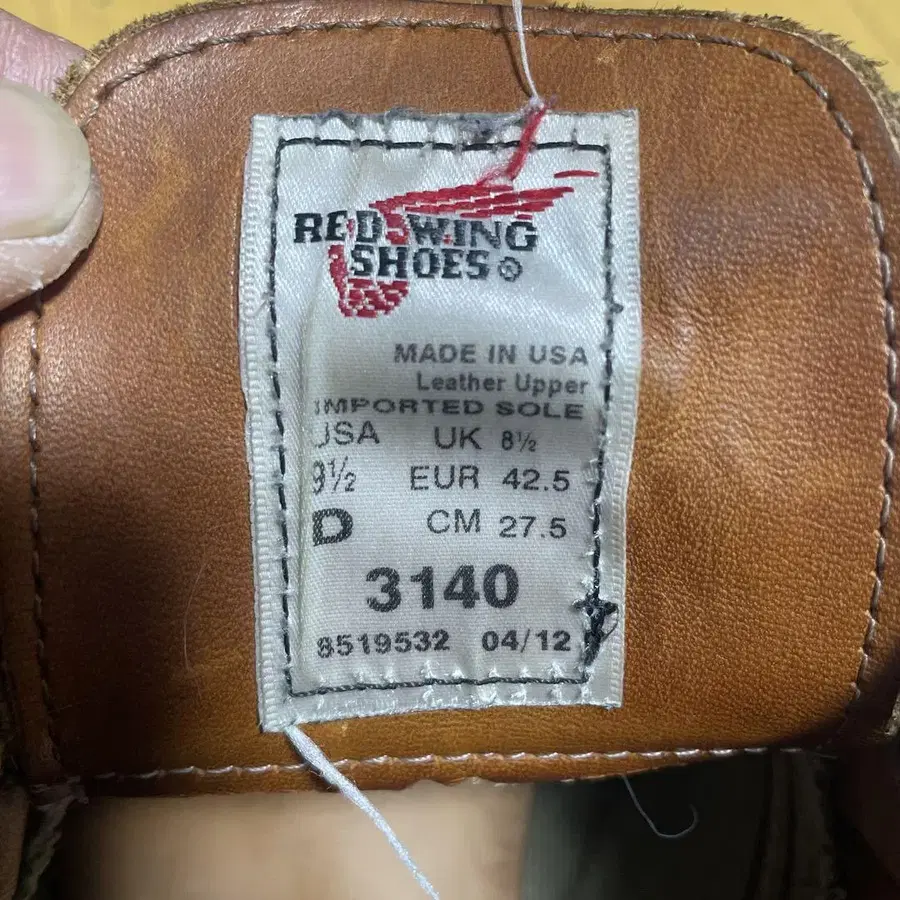 RED WING
SHOES ®
MADE IN USA
Leather Upper
IMPORTED SOLE
USA UK 8½
9½ EUR 42.5
D CM 27.5
3140
8519532 04/12